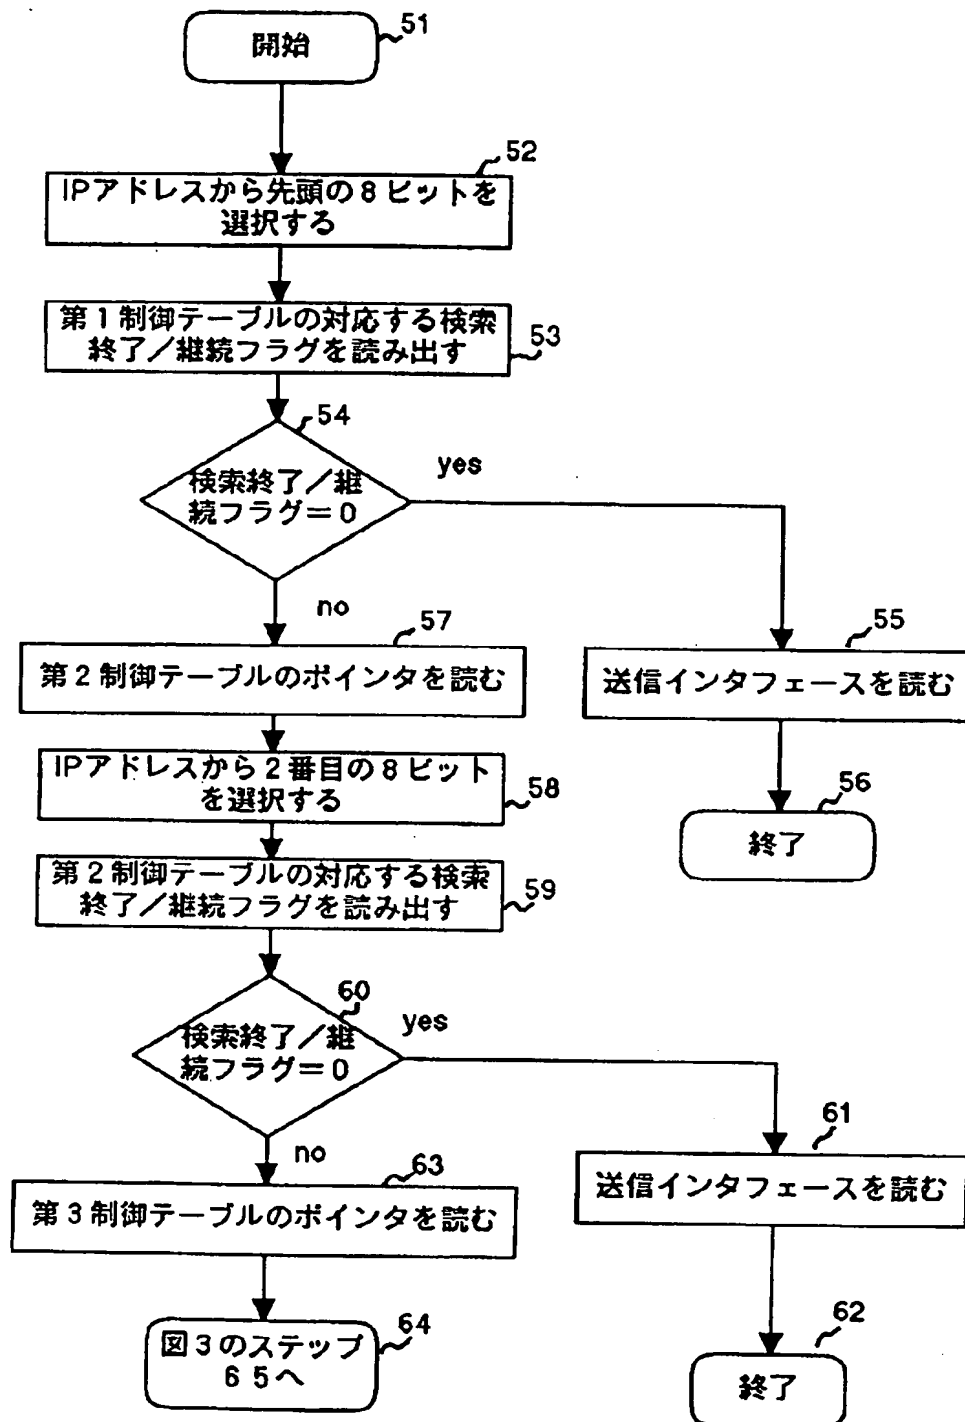 開始
51
52
IPアドレスから先頭の8ビットを
選択する
第1制御テーブルの対応する検索
終了/継続フラグを読み出す
53
54
検索終了/継
続フラグ=0
yes
no
57
第2制御テーブルのポインタを読む
55
送信インタフェースを読む
IPアドレスから2番目の8ビット
を選択する
58
56
終了
第2制御テーブルの対応する検索
終了/継続フラグを読み出す
59
60
検索終了/継
続フラグ=0
yes
no
63
第3制御テーブルのポインタを読む
61
送信インタフェースを読む
図3のステップ
65へ
64
62
終了